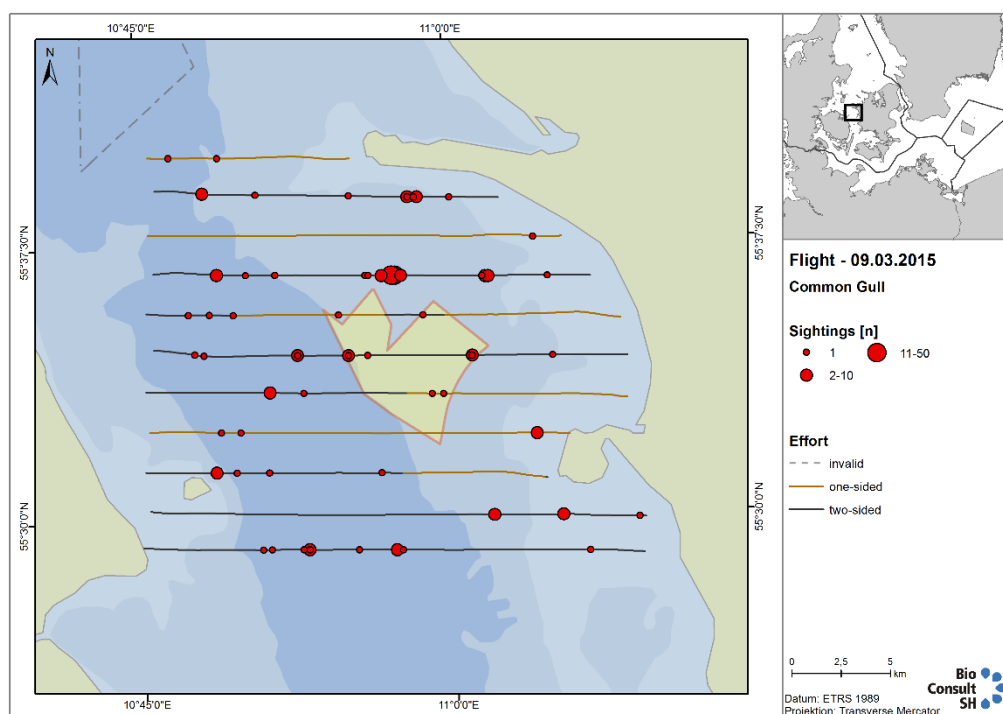 10°45'0"E
11°0'0"E
N
55°37'30"N
55°37'30"N
55°30'0"N
55°30'0"N
10°45'0"E
11°0'0"E
Flight - 09.03.2015
Common Gull
Sightings [n]
1
11-50
2-10
Effort
invalid
one-sided
two-sided
0
2,5
5
km
Datum: ETRS 1989
Projektion: Transverse Mercator
Bio
Consult
SH